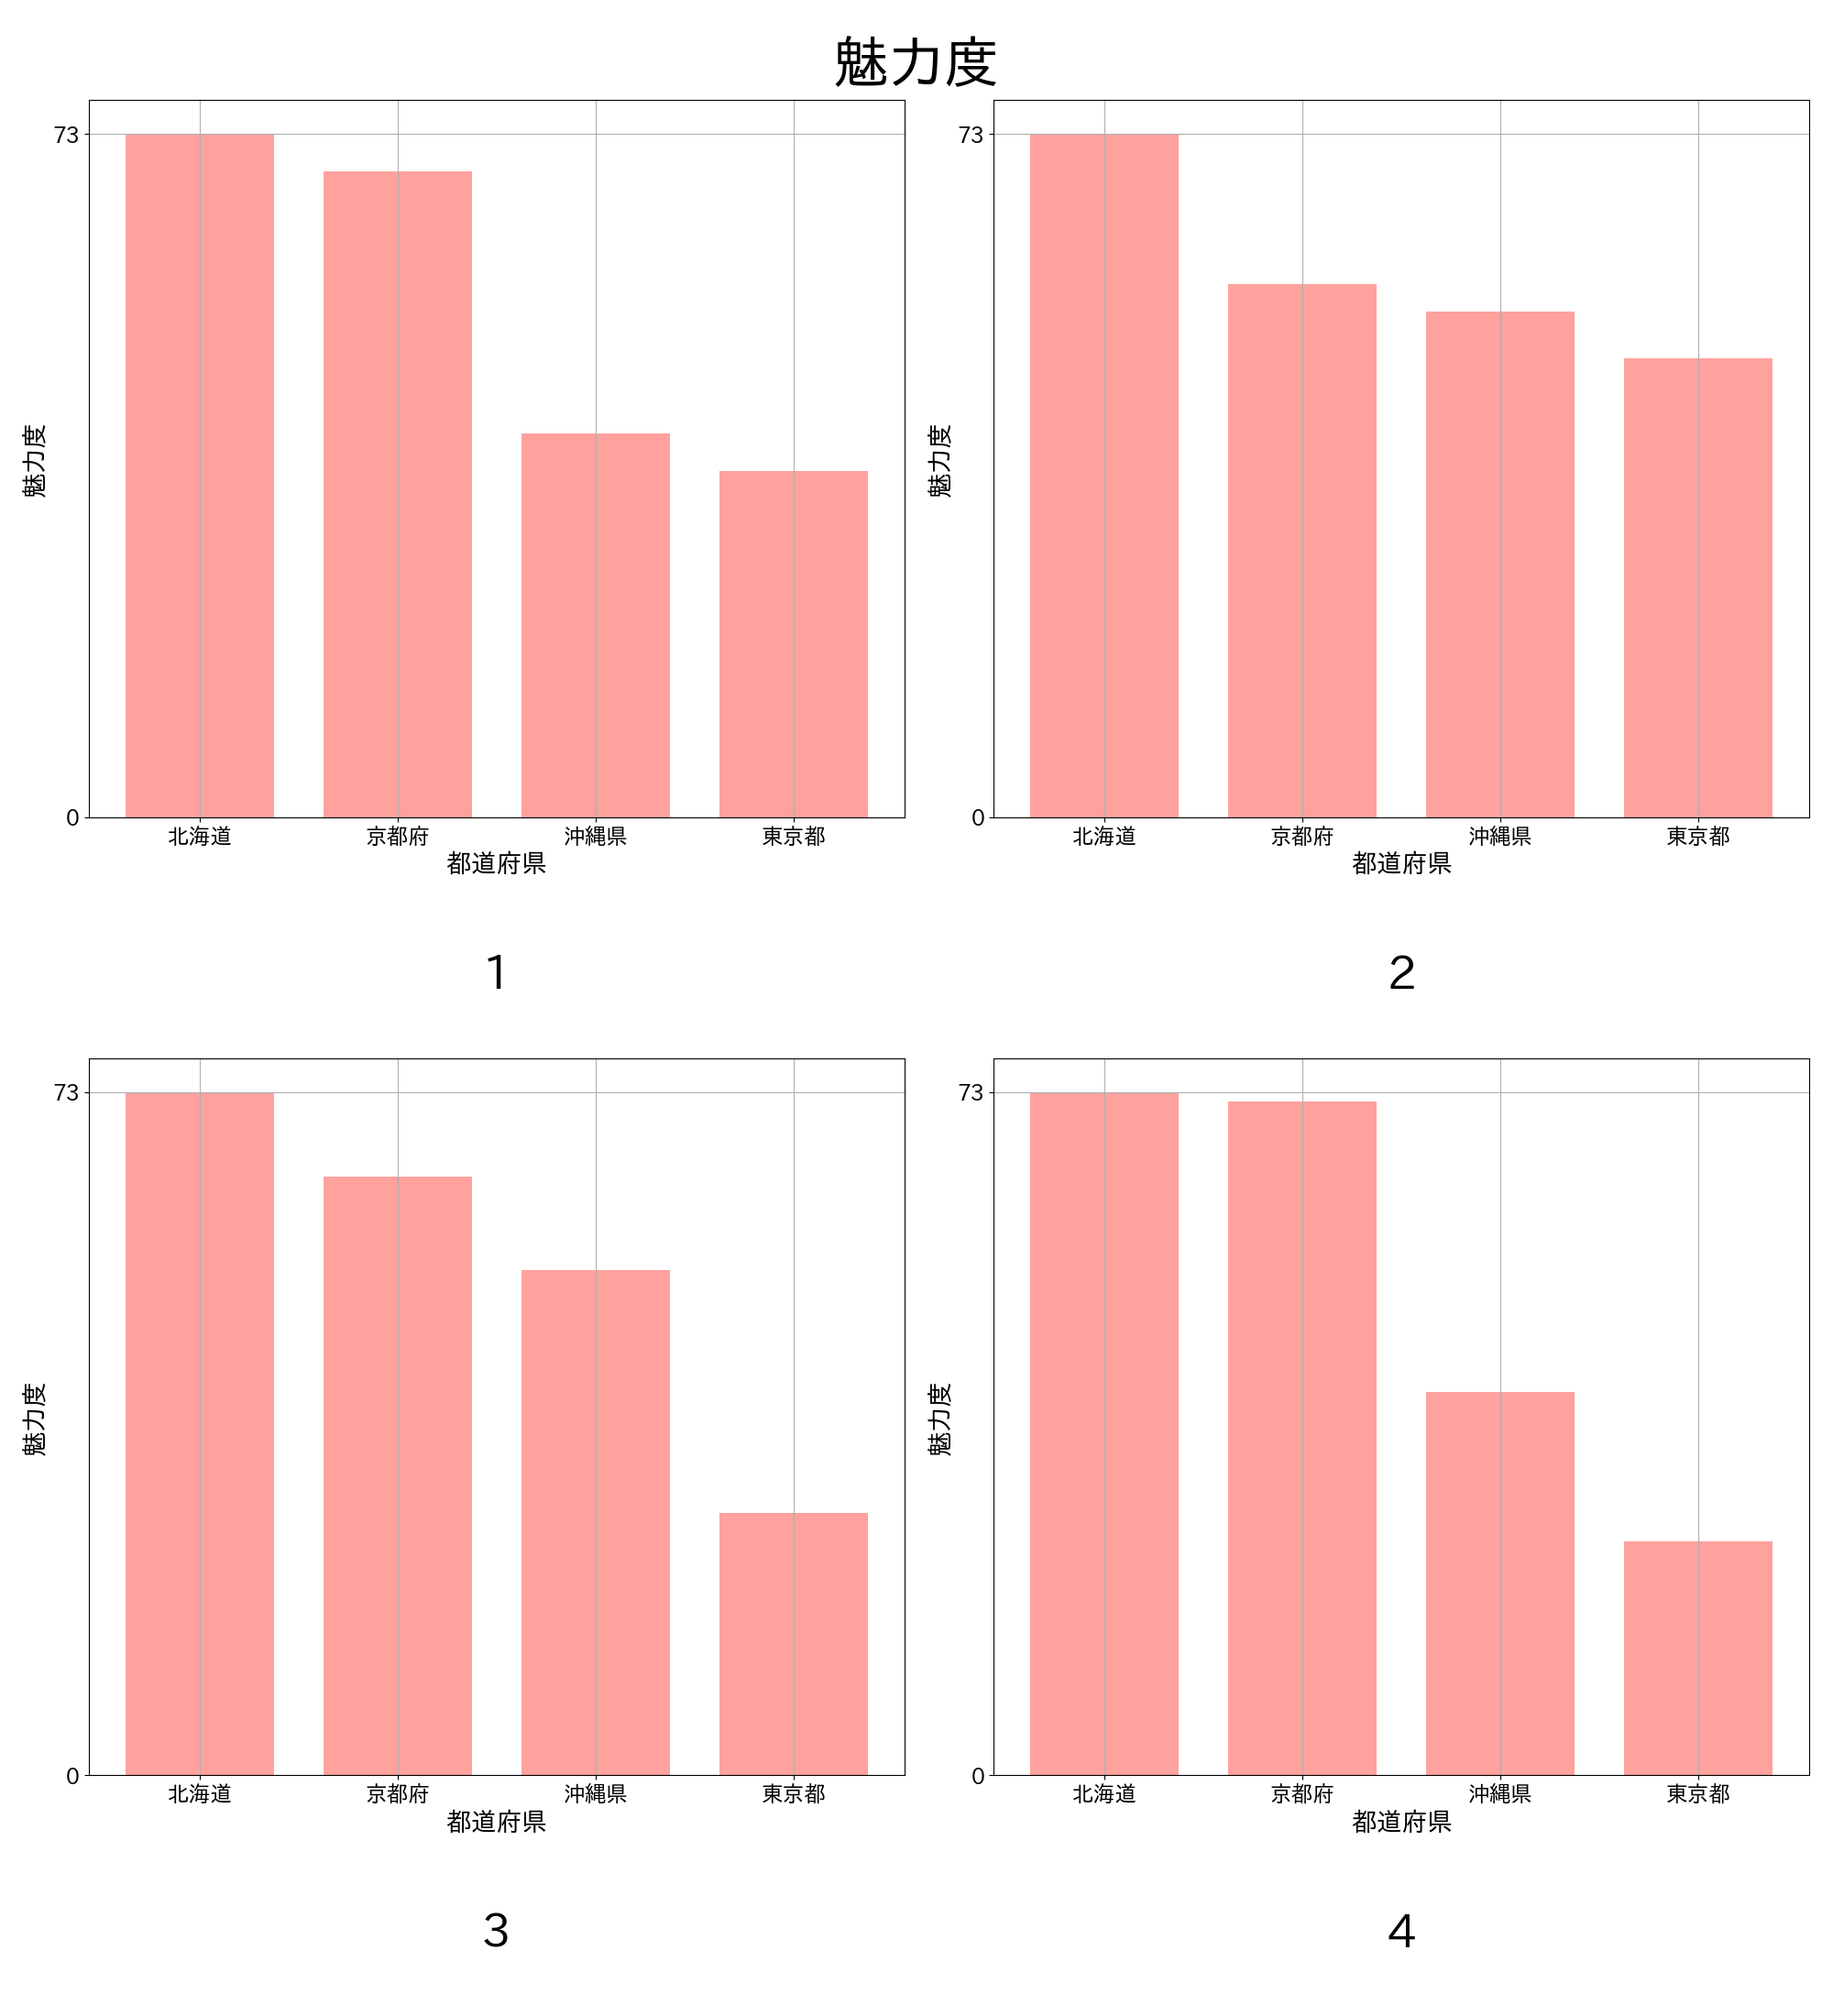 魅力度
73
0
魅力度
北海道 京都府 沖縄県 東京都
都道府県
1
73
0
魅力度
北海道 京都府 沖縄県 東京都
都道府県
2
73
0
魅力度
北海道 京都府 沖縄県 東京都
都道府県
3
73
0
魅力度
北海道 京都府 沖縄県 東京都
都道府県
4